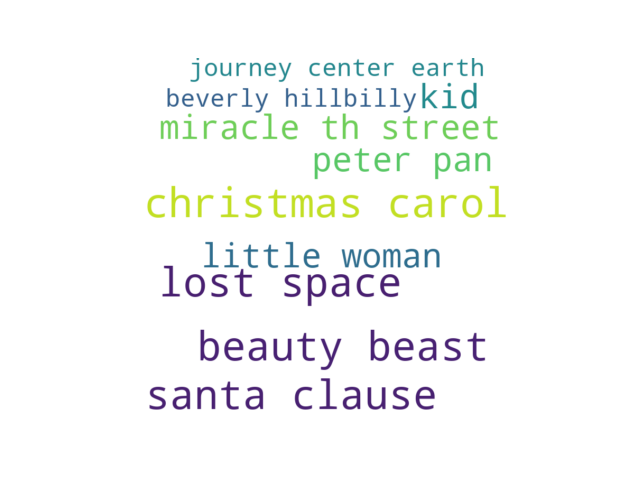 journey center earth
beverly hillbilly kid
miracle th street
peter pan
christmas carol
little woman
lost space
beauty beast
santa clause